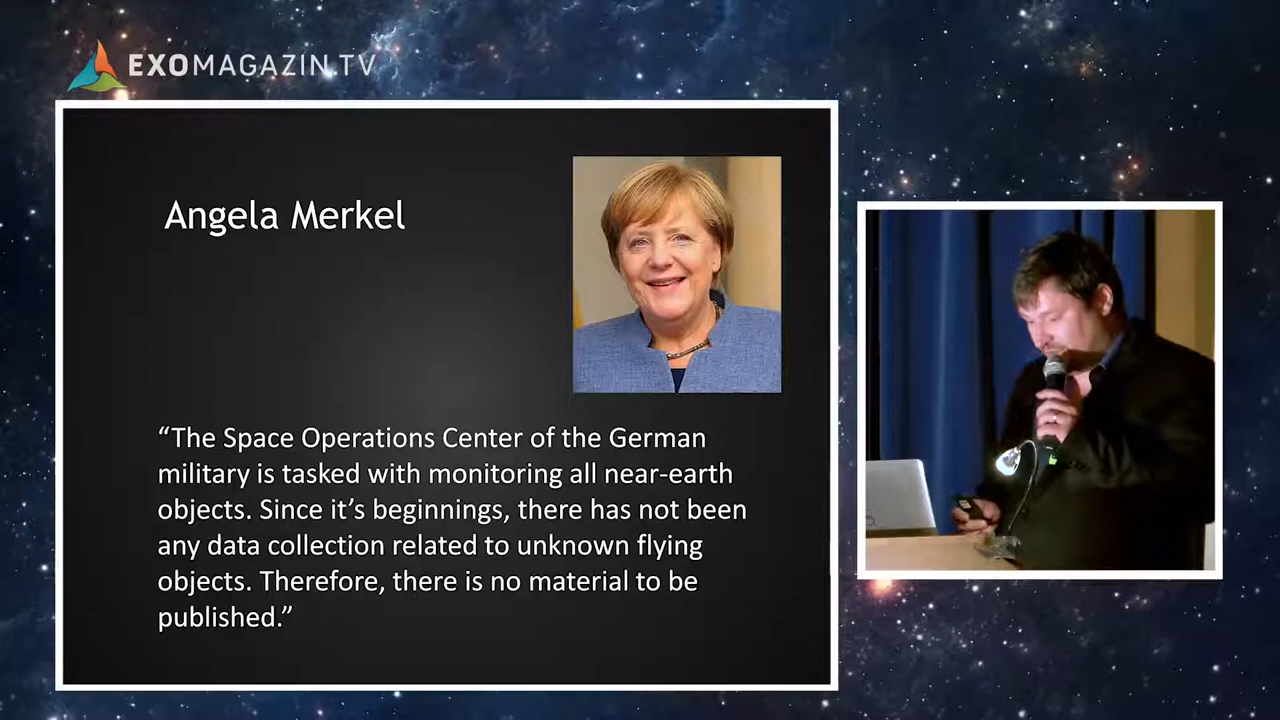 EXOMAGAZIN.TV
Angela Merkel
“The Space Operations Center of the German
military is tasked with monitoring all near-earth
objects. Since it’s beginnings, there has not been
any data collection related to unknown flying
objects. Therefore, there is no material to be
published.”